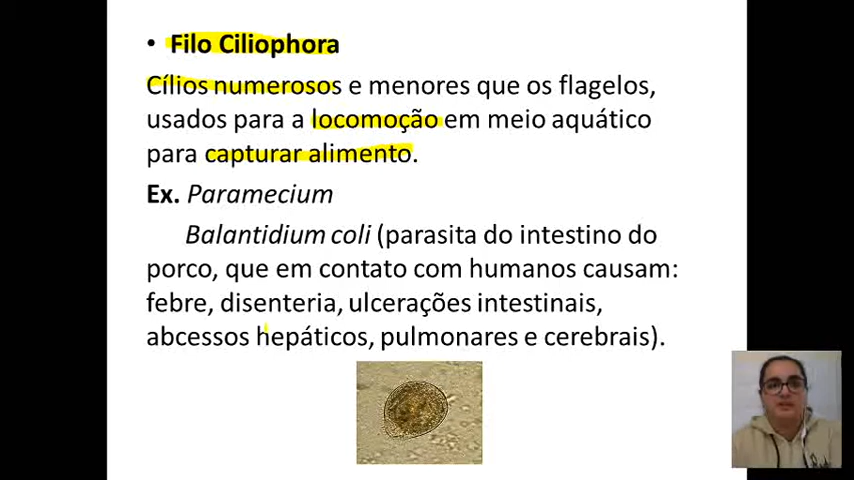 • Filo Ciliophora
Cílios numerosos e menores que os flagelos,
usados para a locomoção em meio aquático
para capturar alimento.
Ex. Paramecium
Balantidium coli (parasita do intestino do
porco, que em contato com humanos causam:
febre, disenteria, ulcerações intestinais,
abcessos hepáticos, pulmonares e cerebrais).